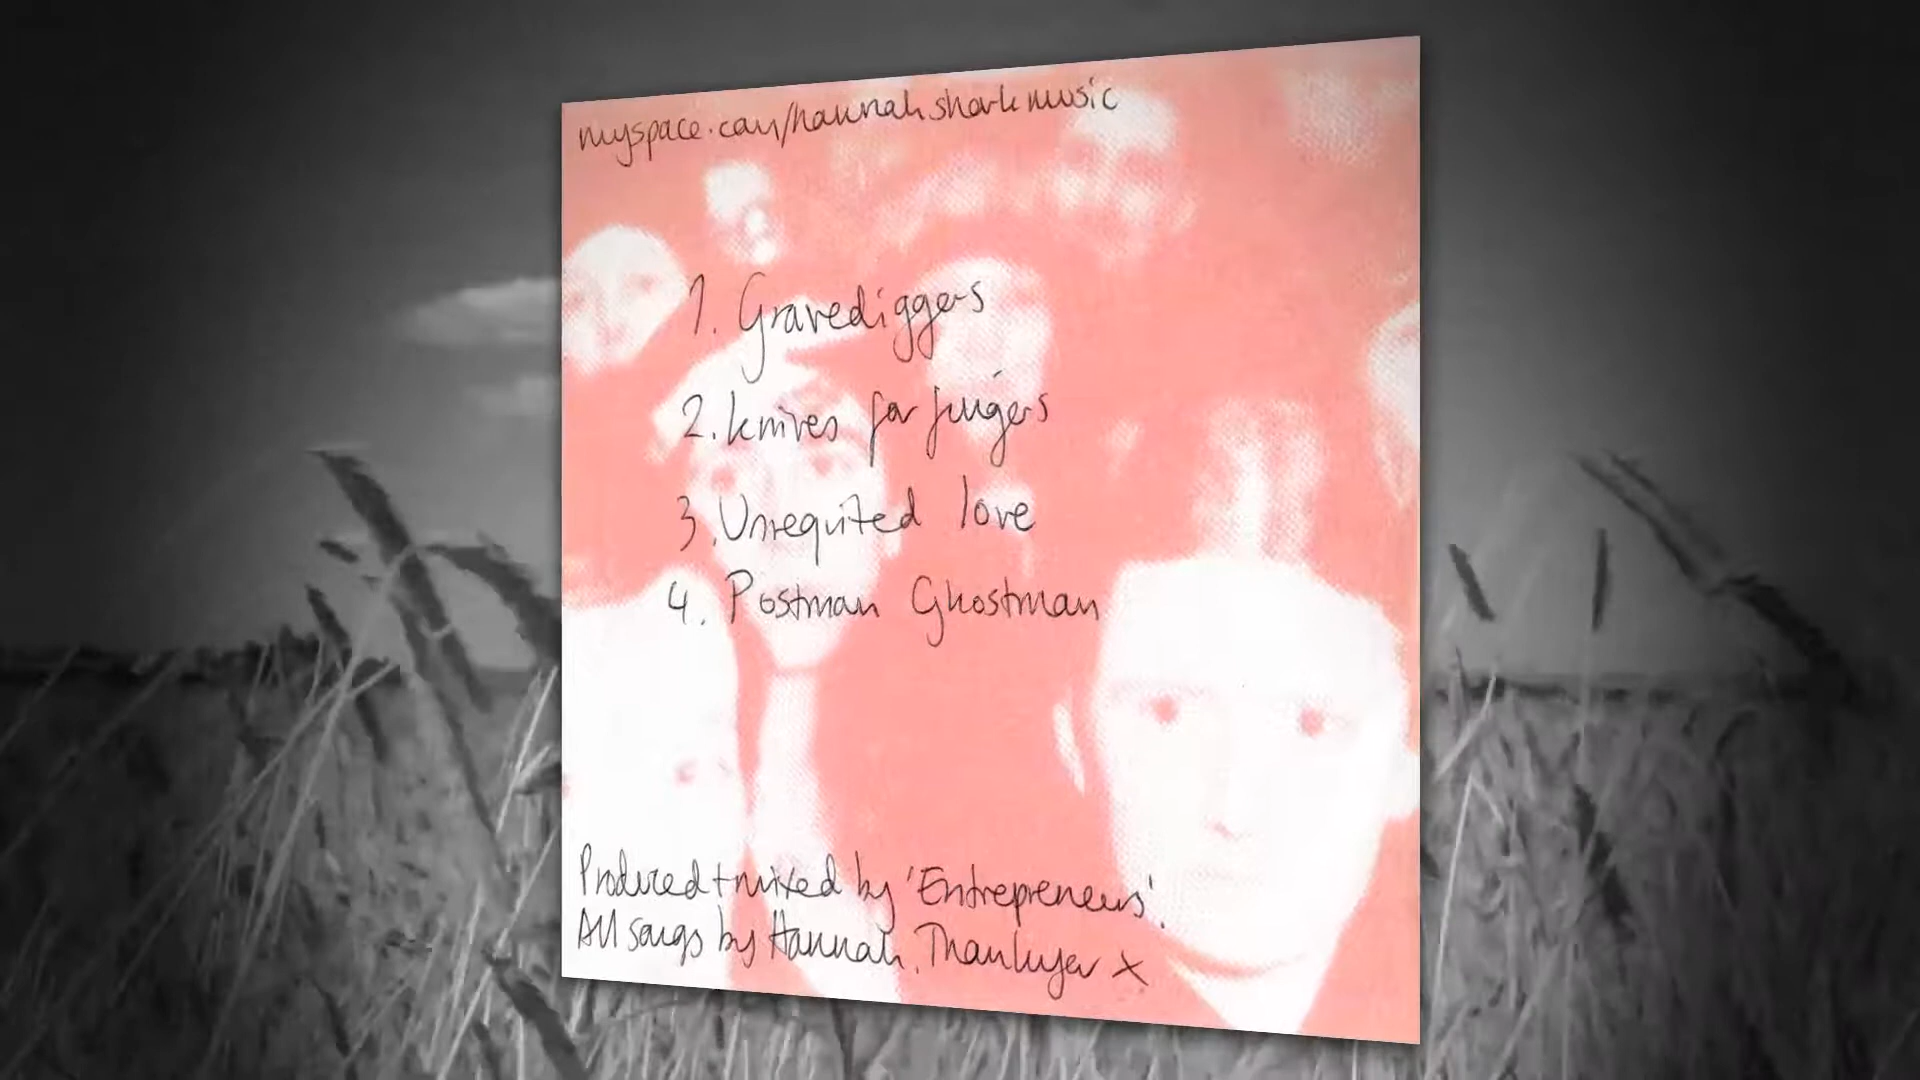 myspace.com/hannahsharkmusic
1. Gravediggers
2. knives for fingers
3. Unrequited love
4. Postman Ghostman
Produced + mixed by 'Entrepreneurs'.
All songs by Hannah. Thankyou x